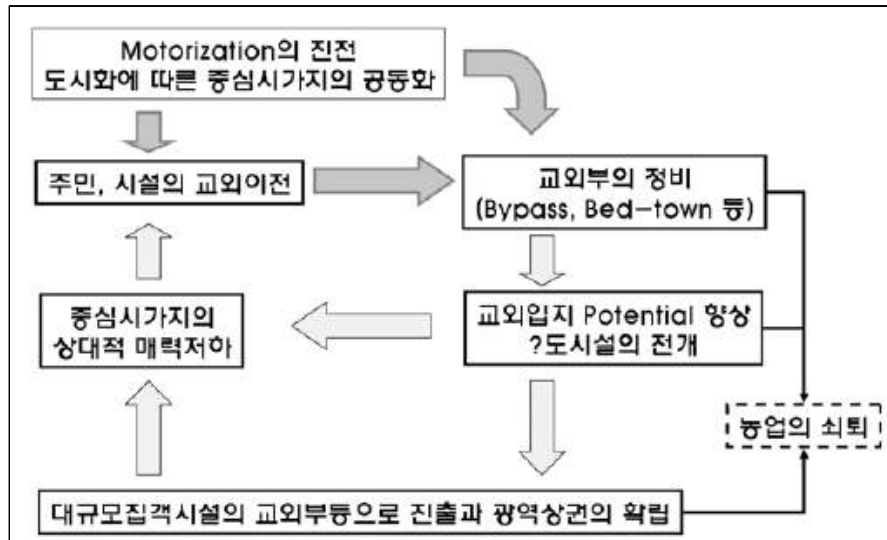 Motorization의 진전
도시화에 따른 중심시가지의 공동화
주민, 시설의 교외이전
교외부의 정비
(Bypass, Bed-town 등)
중심시가지의
상대적 매력저하
교외입지 Potential 향상
?도시설의 전개
농업의 쇠퇴
대규모집객시설의 교외부등으로 진출과 광역상권의 확립